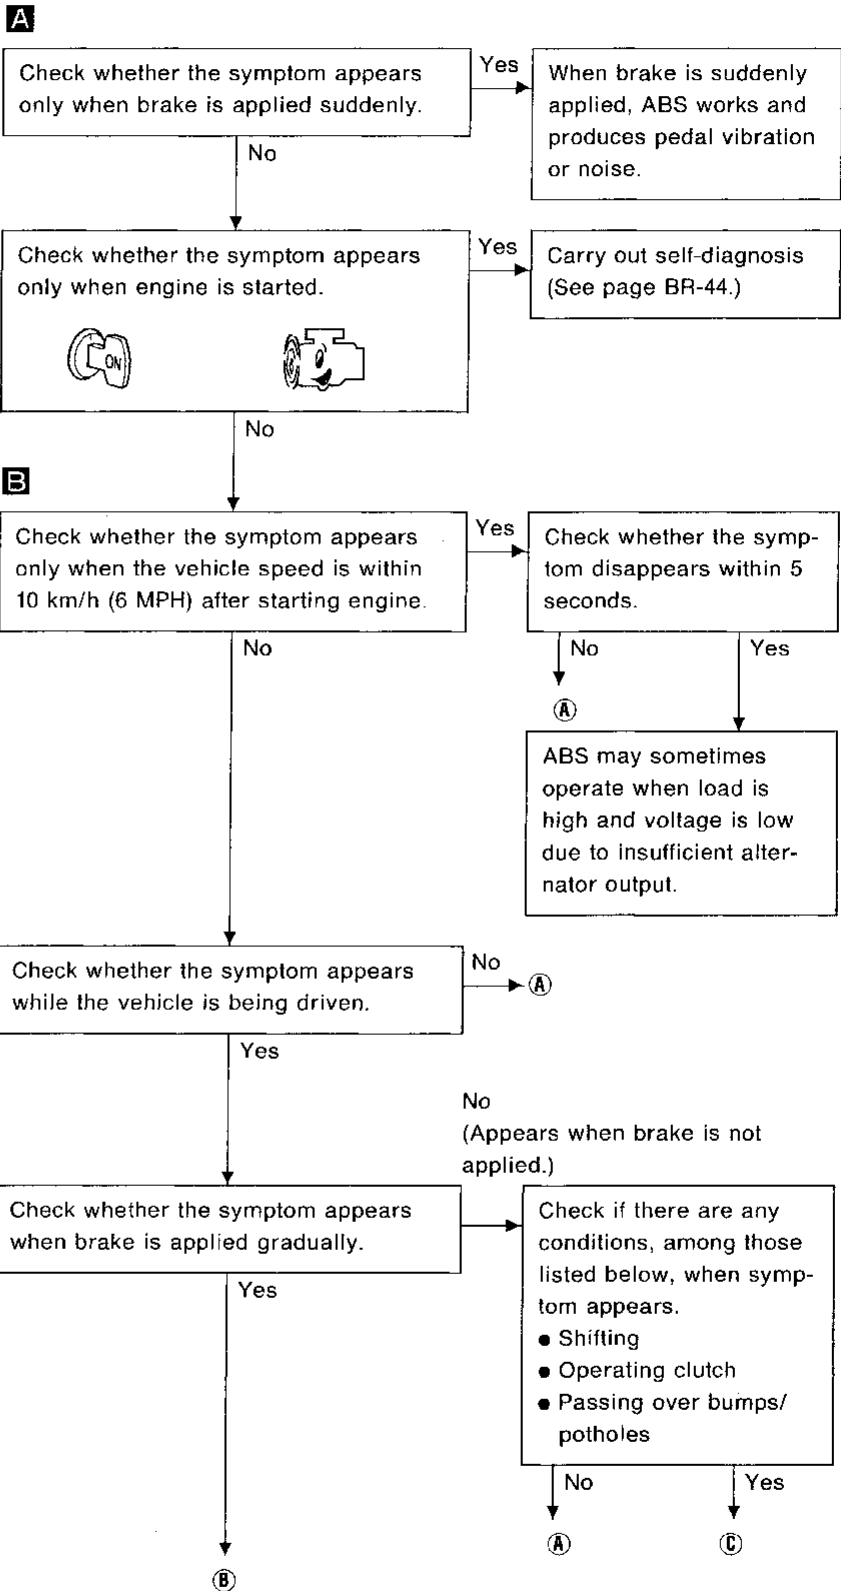 A
Check whether the symptom appears
only when brake is applied suddenly.
Yes
When brake is suddenly
applied, ABS works and
produces pedal vibration
or noise.
No
Check whether the symptom appears
only when engine is started.
ON
Yes
Carry out self-diagnosis
(See page BR-44.)
No
B
Check whether the symptom appears
only when the vehicle speed is within
10 km/h (6 MPH) after starting engine.
Yes
Check whether the symp-
tom disappears within 5
seconds.
No
No
Yes
A
ABS may sometimes
operate when load is
high and voltage is low
due to insufficient alter-
nator output.
Check whether the symptom appears
while the vehicle is being driven.
No
A
Yes
No
(Appears when brake is not
applied.)
Check whether the symptom appears
when brake is applied gradually.
Check if there are any
conditions, among those
listed below, when symp-
tom appears.
● Shifting
● Operating clutch
● Passing over bumps/
potholes
Yes
No
Yes
A
C
B